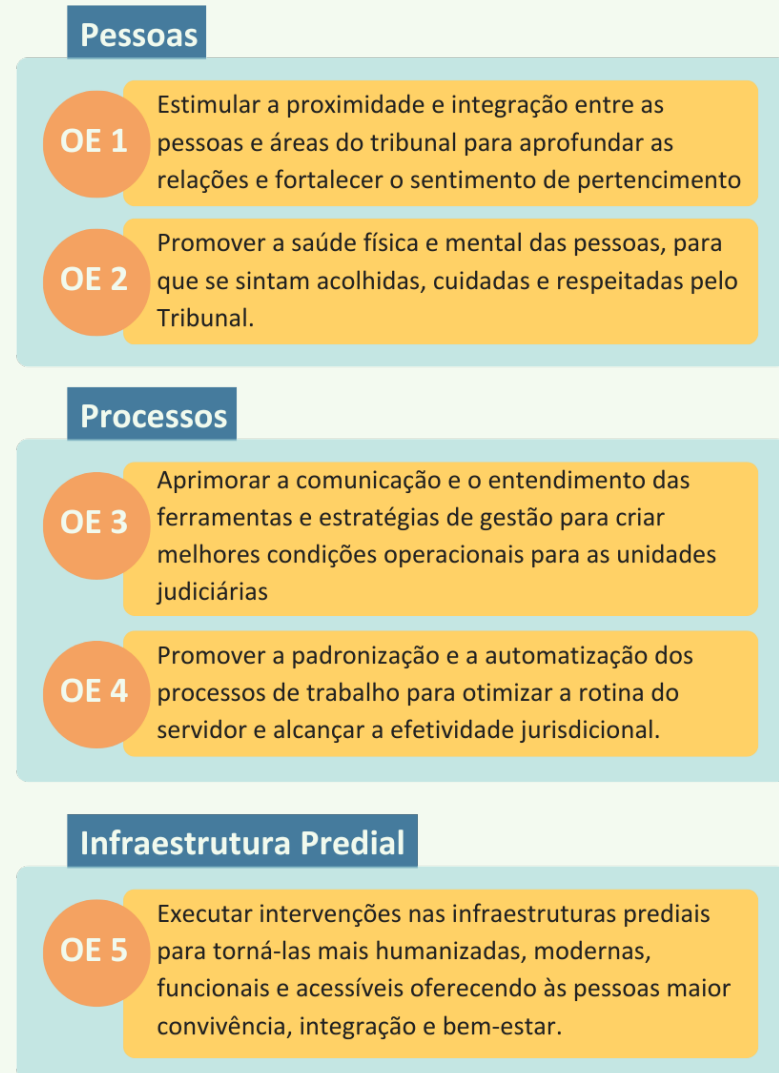 Pessoas
OE 1
Estimular a proximidade e integração entre as
pessoas e áreas do tribunal para aprofundar as
relações e fortalecer o sentimento de pertencimento
OE 2
Promover a saúde física e mental das pessoas, para
que se sintam acolhidas, cuidadas e respeitadas pelo
Tribunal.
Processos
OE 3
Aprimorar a comunicação e o entendimento das
ferramentas e estratégias de gestão para criar
melhores condições operacionais para as unidades
judiciárias
OE 4
Promover a padronização e a automatização dos
processos de trabalho para otimizar a rotina do
servidor e alcançar a efetividade jurisdicional.
Infraestrutura Predial
OE 5
Executar intervenções nas infraestruturas prediais
para torná-las mais humanizadas, modernas,
funcionais e acessíveis oferecendo às pessoas maior
convivência, integração e bem-estar.